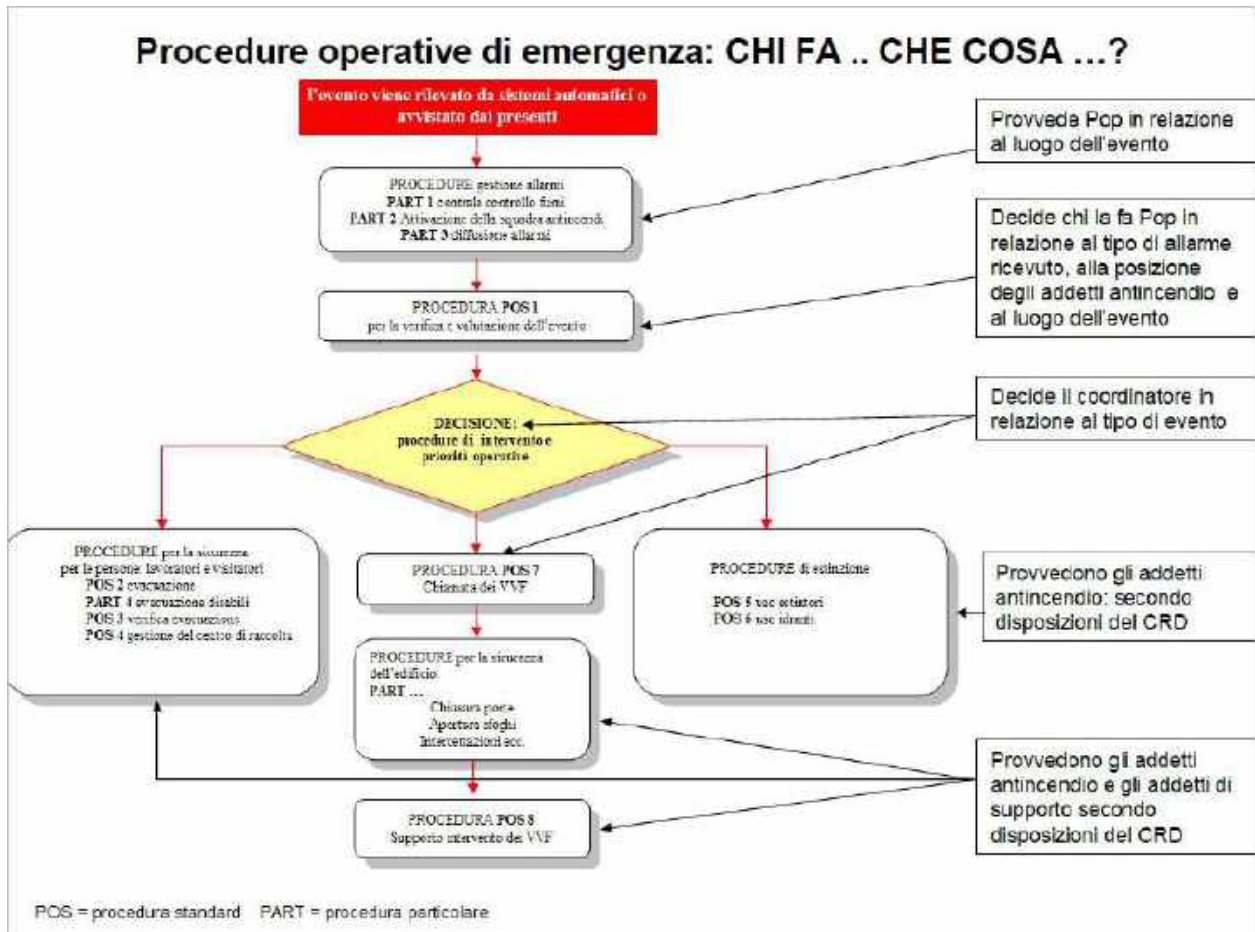 Procedure operative di emergenza: CHI FA .. CHE COSA ...?
l'evento viene rilevato da sistemi automatici o
avvistato dai presenti
Provvede Pop in relazione
al luogo dell'evento
PROCEDURE gestione allarmi
PART 1 centrale controllo fumi
PART 2 Attivazione della squadra antincendi
PART 3 diffusione allarmi
Decide chi la fa Pop in
relazione al tipo di allarme
ricevuto, alla posizione
degli addetti antincendio e
al luogo dell'evento
PROCEDURA POS 1
per la verifica e valutazione dell'evento
Decide il coordinatore in
relazione al tipo di evento
DECISIONE:
procedure di intervento e
priorità operative
PROCEDURE per la sicurezza
per le persone: lavoratori e visitatori
POS 2 evacuazione
PART 4 evacuazione disabili
POS 3 verifica evacuazione
POS 4 gestione del centro di raccolta
PROCEDURA POS 7
Chiamata dei VVF
PROCEDURE di estinzione
POS 5 uso estintori
POS 6 uso idranti
Provvedono gli addetti
antincendio: secondo
disposizioni del CRD
PROCEDURE per la sicurezza
dell'edificio:
PART ...
Chiusura porte
Apertura sfoghi
Intercettazioni ecc.
Provvedono gli addetti
antincendio e gli addetti di
supporto secondo
disposizioni del CRD
PROCEDURA POS 8
Supporto intervento dei VVF
POS = procedura standard PART = procedura particolare